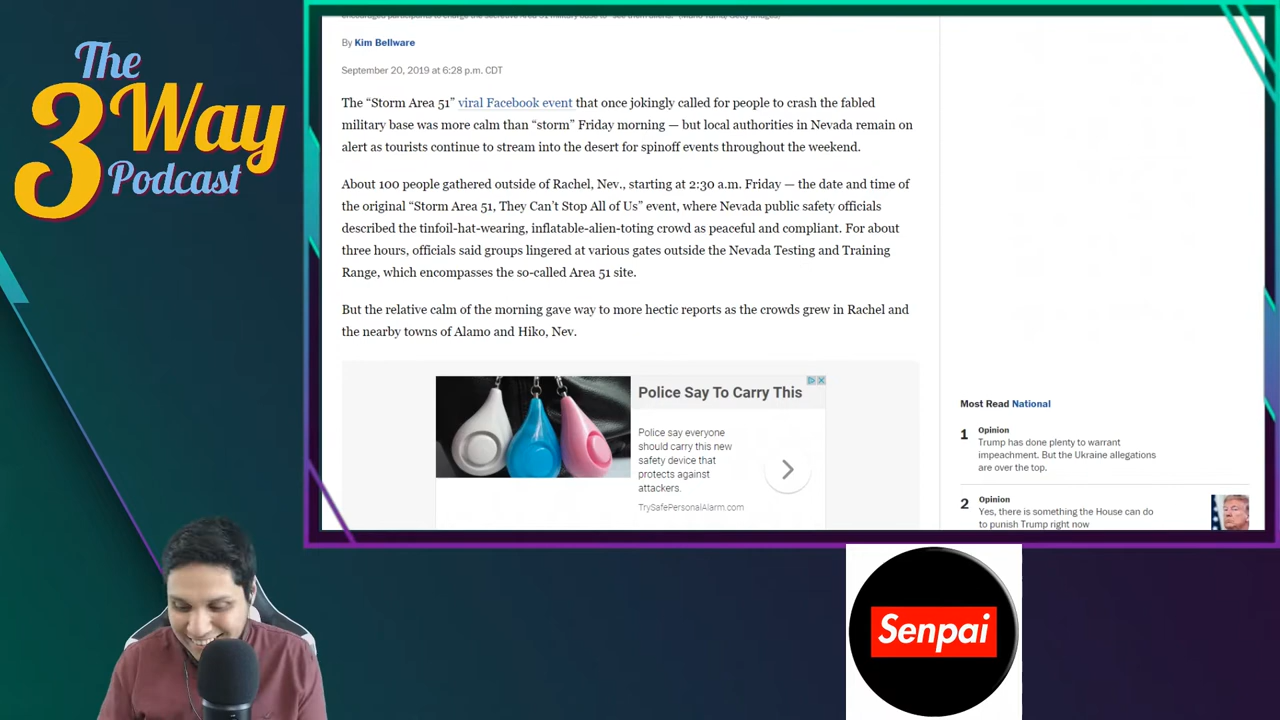 The
3 Way
Podcast
By Kim Bellware
September 20, 2019 at 6:28 p.m. CDT
The “Storm Area 51” viral Facebook event that once jokingly called for people to crash the fabled
military base was more calm than “storm” Friday morning — but local authorities in Nevada remain on
alert as tourists continue to stream into the desert for spinoff events throughout the weekend.
About 100 people gathered outside of Rachel, Nev., starting at 2:30 a.m. Friday — the date and time of
the original “Storm Area 51, They Can’t Stop All of Us” event, where Nevada public safety officials
described the tinfoil-hat-wearing, inflatable-alien-toting crowd as peaceful and compliant. For about
three hours, officials said groups lingered at various gates outside the Nevada Testing and Training
Range, which encompasses the so-called Area 51 site.
But the relative calm of the morning gave way to more hectic reports as the crowds grew in Rachel and
the nearby towns of Alamo and Hiko, Nev.
Police Say To Carry This
Police say everyone
should carry this new
safety device that
protects against
attackers.
TrySafePersonalAlarm.com
Most Read National
1
Opinion
Trump has done plenty to warrant
impeachment. But the Ukraine allegations
are over the top.
2
Opinion
Yes, there is something the House can do
to punish Trump right now
Senpai